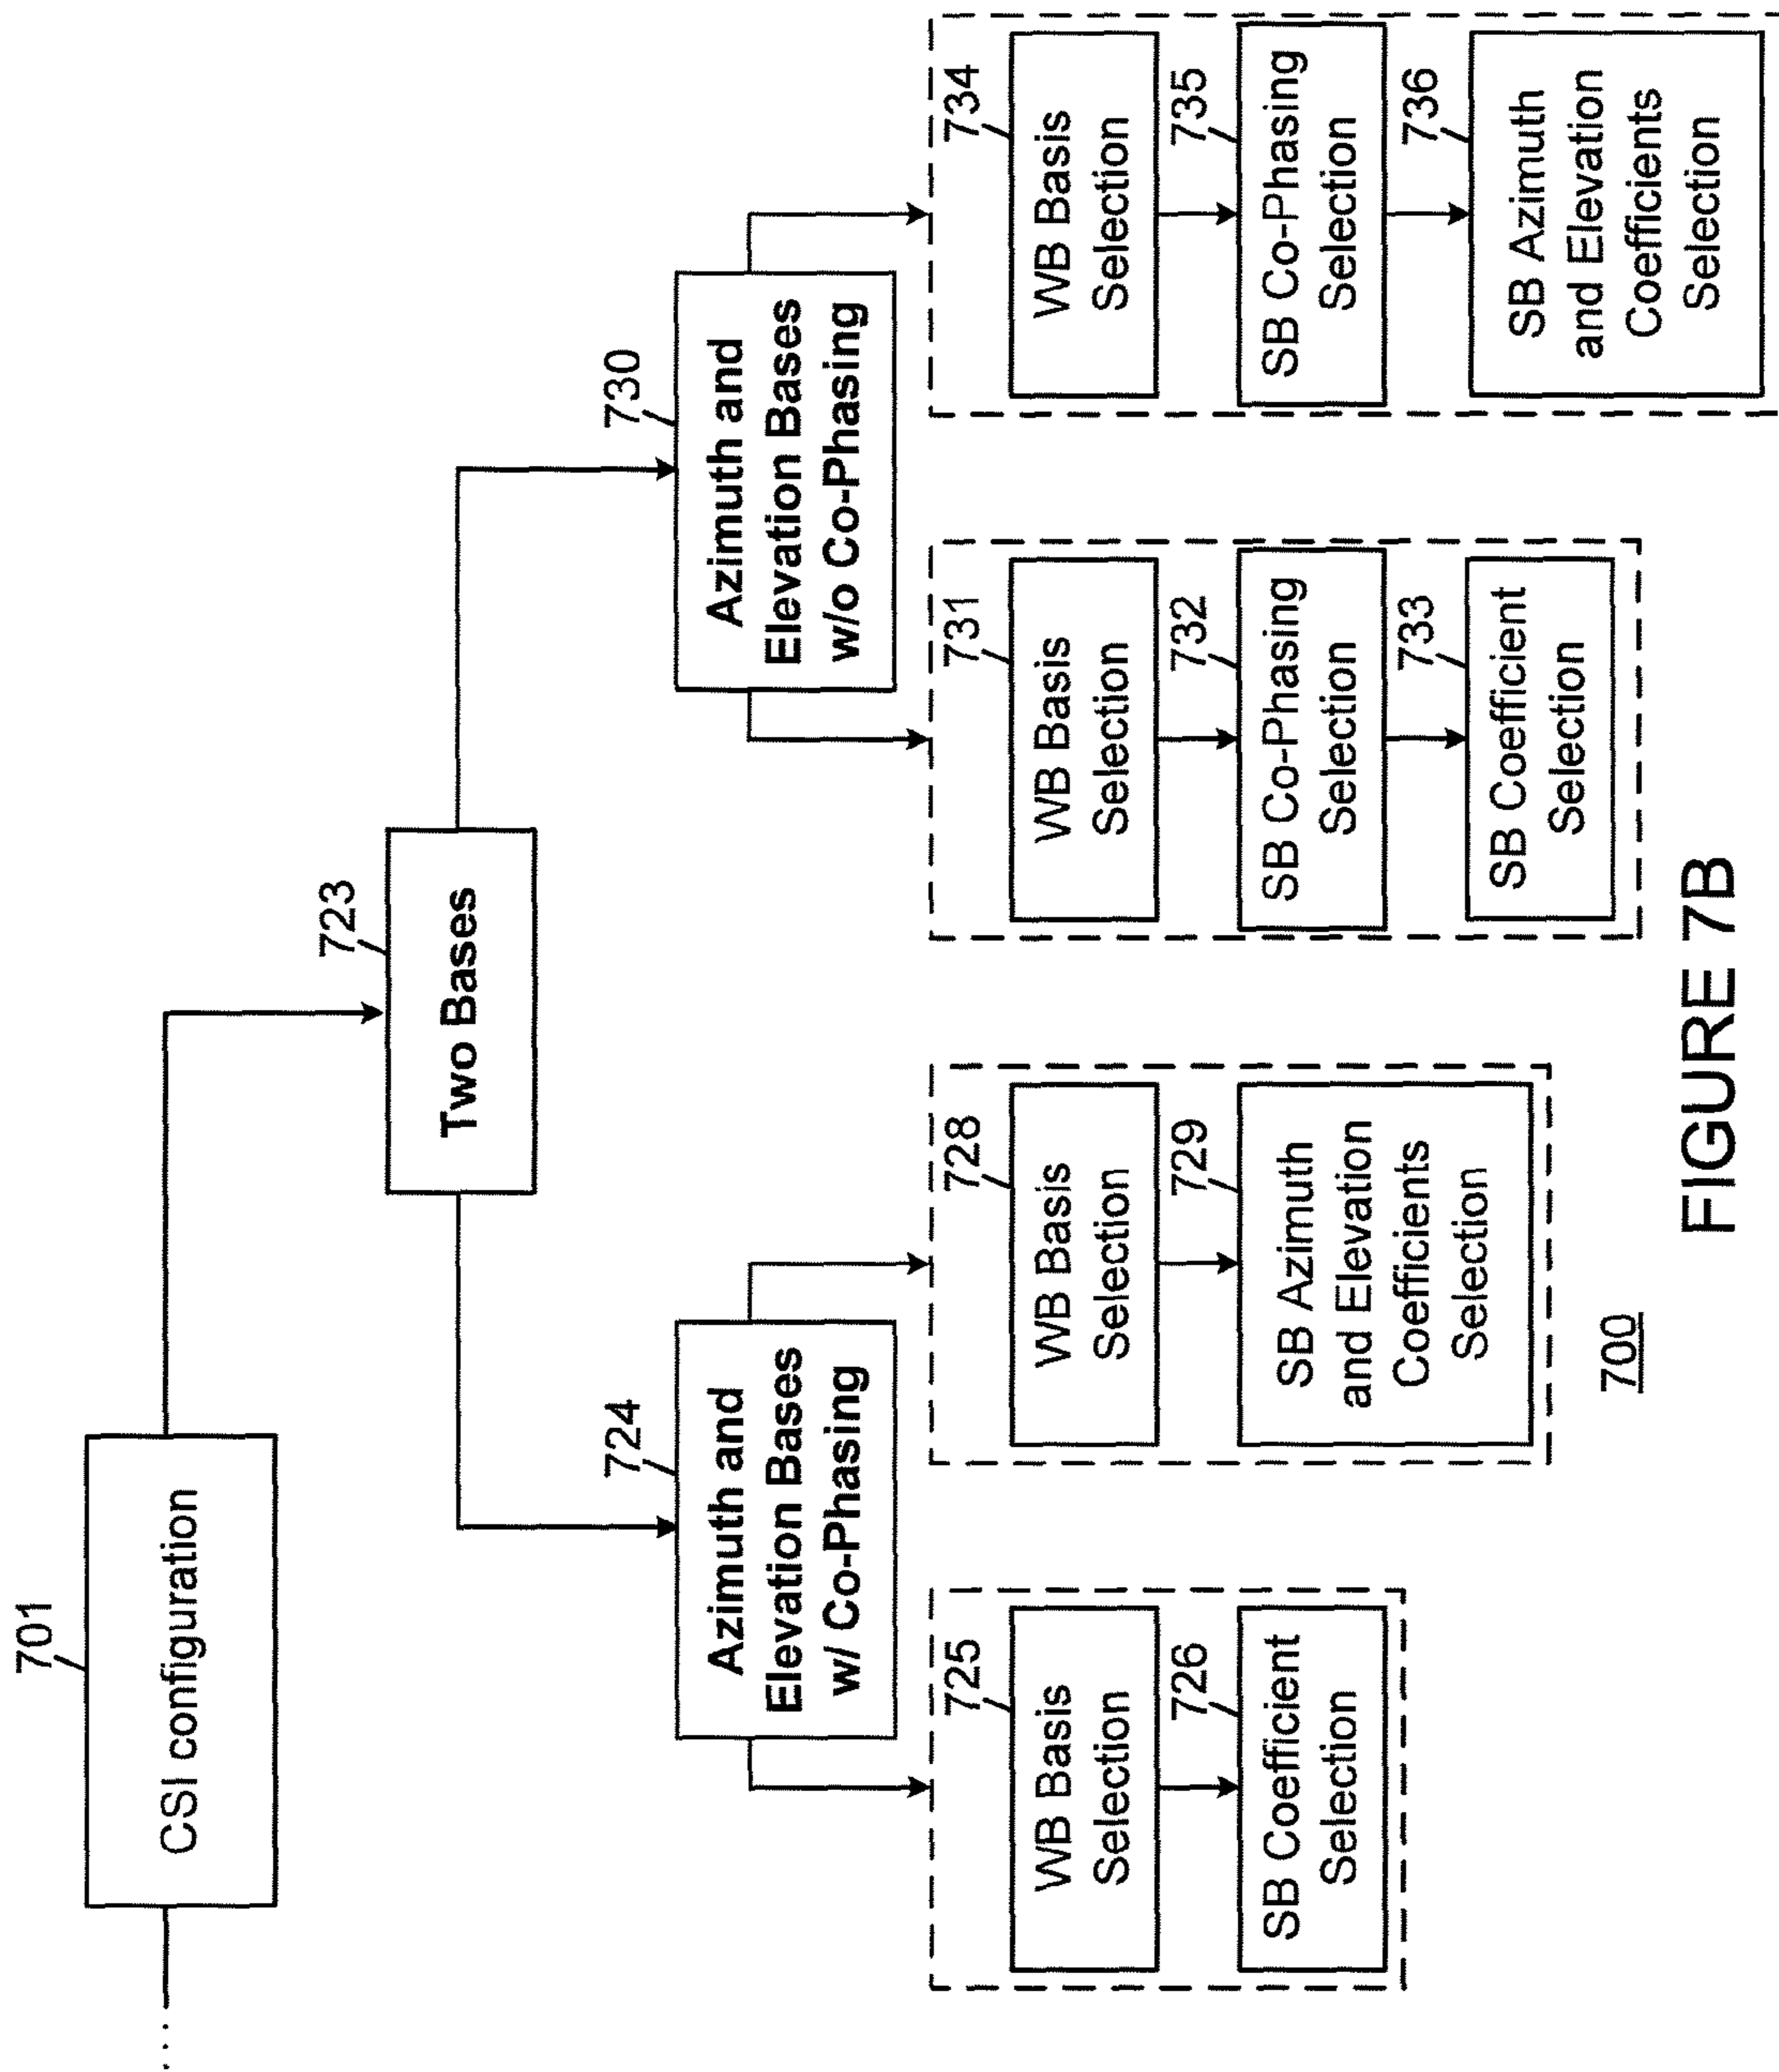 701
CSI configuration
....
723
Two Bases
724
Azimuth and
Elevation Bases
w/ Co-Phasing
730
Azimuth and
Elevation Bases
w/o Co-Phasing
725
WB Basis
Selection
726
SB Coefficient
Selection
728
WB Basis
Selection
729
SB Azimuth
and Elevation
Coefficients
Selection
731
WB Basis
Selection
732
SB Co-Phasing
Selection
733
SB Coefficient
Selection
734
WB Basis
Selection
735
SB Co-Phasing
Selection
736
SB Azimuth
and Elevation
Coefficients
Selection
700
FIGURE 7B